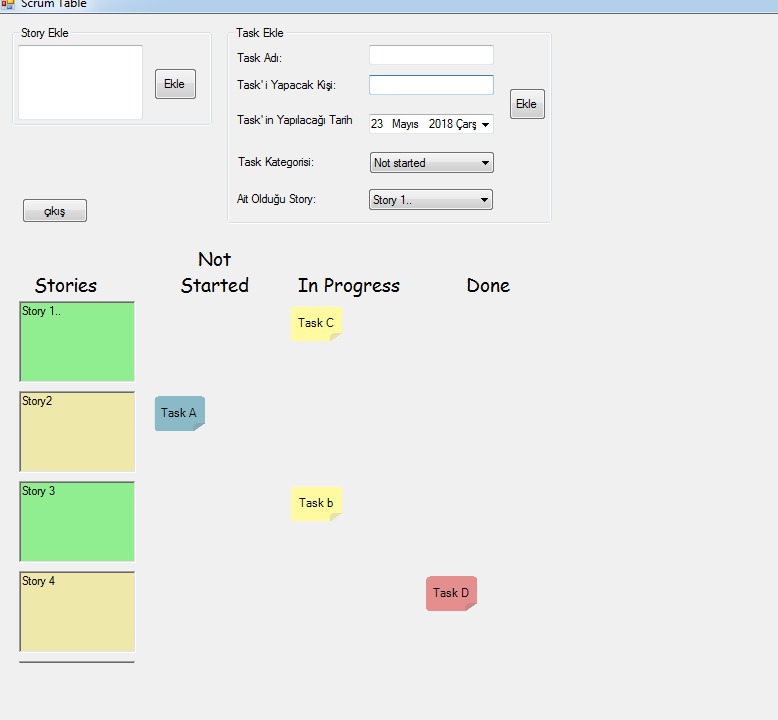 Scrum Table
Story Ekle
Ekle
Task Ekle
Task Adı:
Task'i Yapacak Kişi:
Task'in Yapılacağı Tarih
23 Mayıs 2018 Çarş
Task Kategorisi:
Not started
Ait Olduğu Story:
Story 1..
Ekle
çıkış
Stories
Not
Started
In Progress
Done
Story 1..
Task C
Story2
Task A
Story 3
Task b
Story 4
Task D